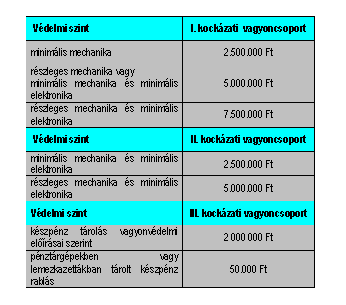 Védelmi szint I. kockázati vagyoncsoport
minimális mechanika 2.500.000 Ft
részleges mechanika vagy
minimális mechanika és minimális 5.000.000 Ft
elektronika
részleges mechanika és minimális 7.500.000 Ft
elektronika
Védelmi szint II. kockázati vagyoncsoport
minimális mechanika és minimális 2.500.000 Ft
elektronika
részleges mechanika és minimális 5.000.000 Ft
elektronika
Védelmi szint III. kockázati vagyoncsoport
készpénz tárolás vagyonvédelmi 2 000 000 Ft
előírásai szerint
pénztárgépekben vagy
lemezkazettákban tárolt készpénz 50.000 Ft
rablás